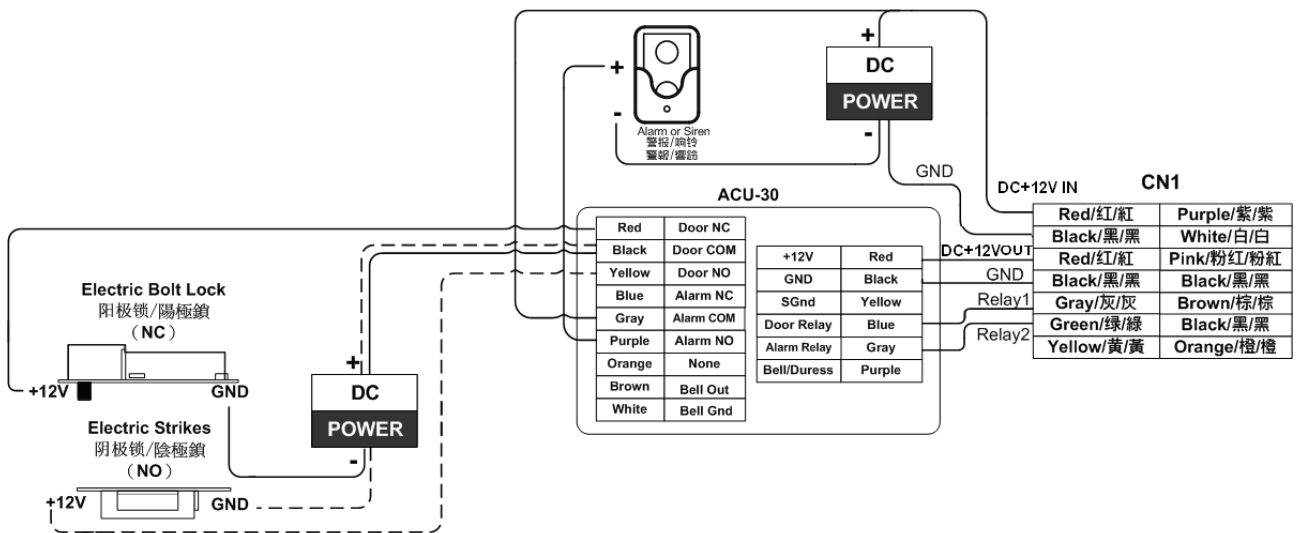 +
DC
POWER
-
+
-
Alarm or Siren
警报/响铃
警報/響鈴
GND
DC+12V IN
CN1
Red/红/紅 Purple/紫/紫
Black/黑/黑 White/白/白
Red/红/紅 Pink/粉红/粉紅
Black/黑/黑 Black/黑/黑
Gray/灰/灰 Brown/棕/棕
Green/绿/綠 Black/黑/黑
Yellow/黄/黃 Orange/橙/橙
DC+12VOUT
GND
Relay1
Relay2
ACU-30
Red Door NC
Black Door COM
Yellow Door NO
Blue Alarm NC
Gray Alarm COM
Purple Alarm NO
Orange None
Brown Bell Out
White Bell Gnd
+12V Red
GND Black
SGnd Yellow
Door Relay Blue
Alarm Relay Gray
Bell/Duress Purple
Electric Bolt Lock
阳极锁/陽極鎖
（NC）
+12V
GND
+
DC
POWER
-
Electric Strikes
阴极锁/陰極鎖
（NO）
+12V
GND